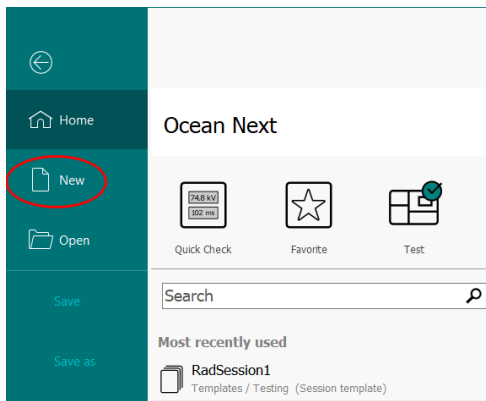 Home
New
Open
Save
Save as
Ocean Next
74.8 kV
102 ms
Quick Check
Favorite
Test
Search
Most recently used
RadSession1
Templates / Testing (Session template)